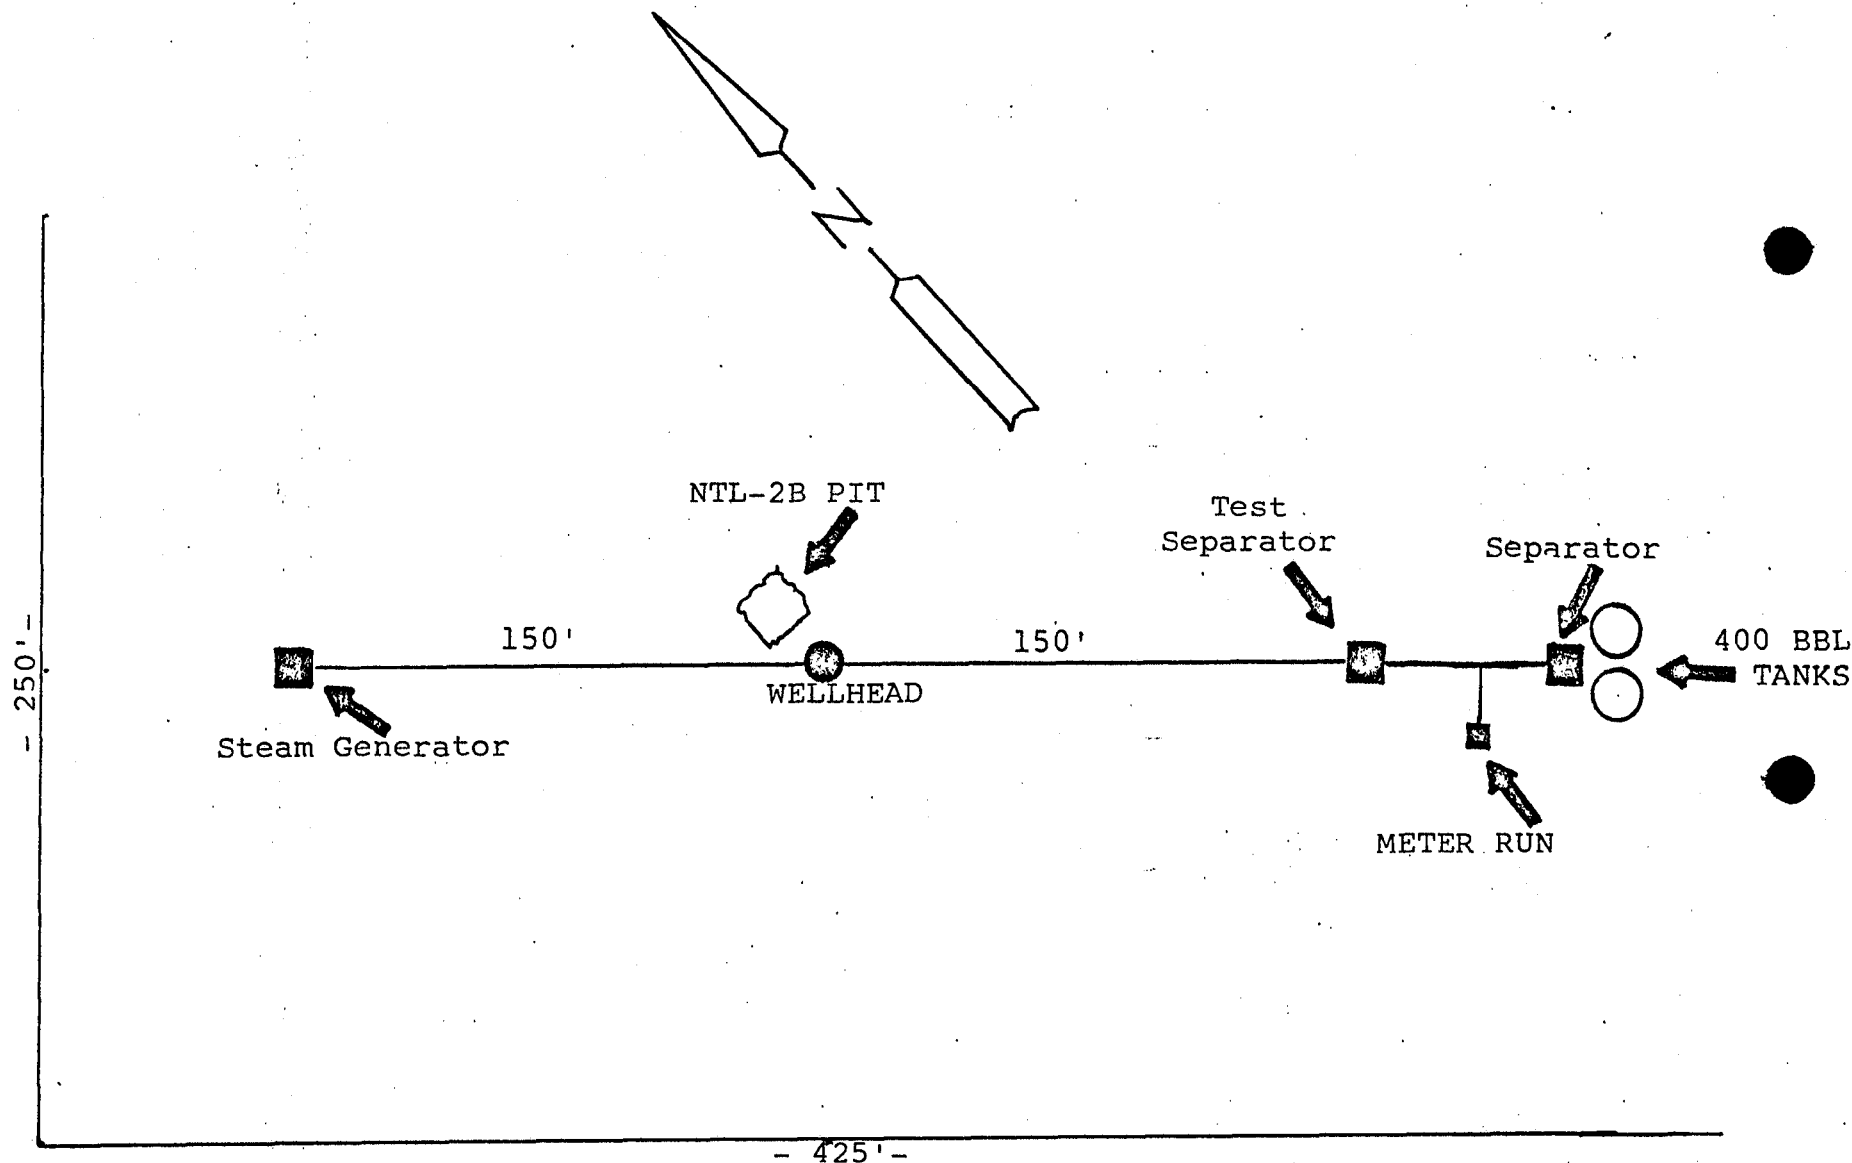 N
NTL-2B PIT
Test
Separator
Separator
150'
150'
400 BBL
TANKS
WELLHEAD
- 250'-
Steam Generator
METER RUN
- 425'-